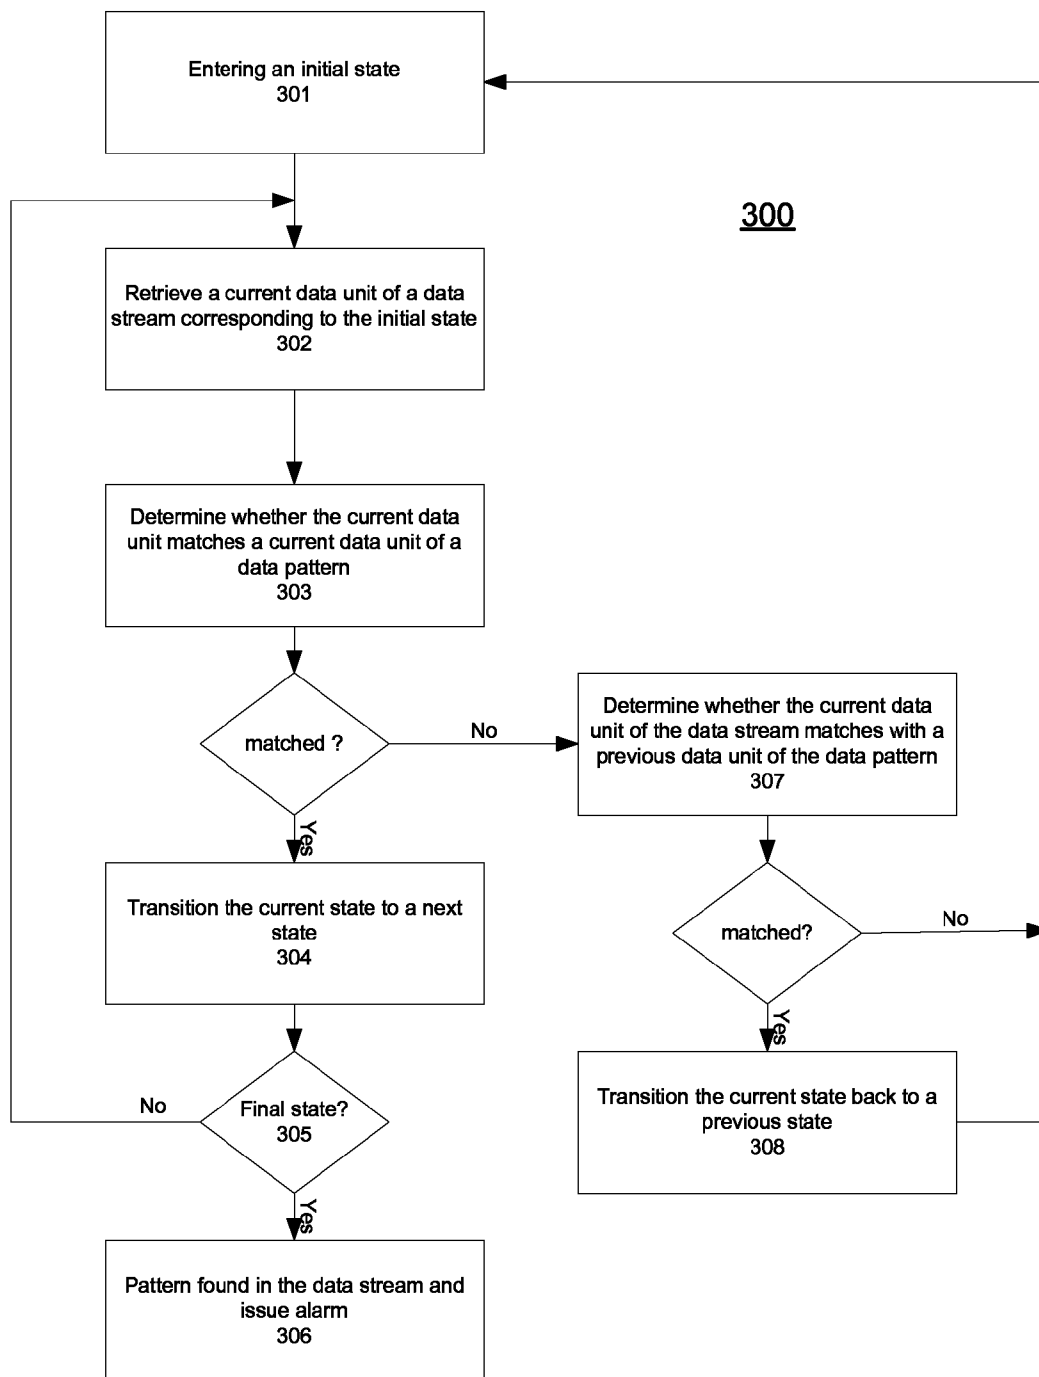 Entering an initial state
301
300
Retrieve a current data unit of a data
stream corresponding to the initial state
302
Determine whether the current data
unit matches a current data unit of a
data pattern
303
matched ?
No
Yes
Determine whether the current data
unit of the data stream matches with a
previous data unit of the data pattern
307
Transition the current state to a next
state
304
matched?
No
Yes
Final state?
305
No
Yes
Transition the current state back to a
previous state
308
Pattern found in the data stream and
issue alarm
306